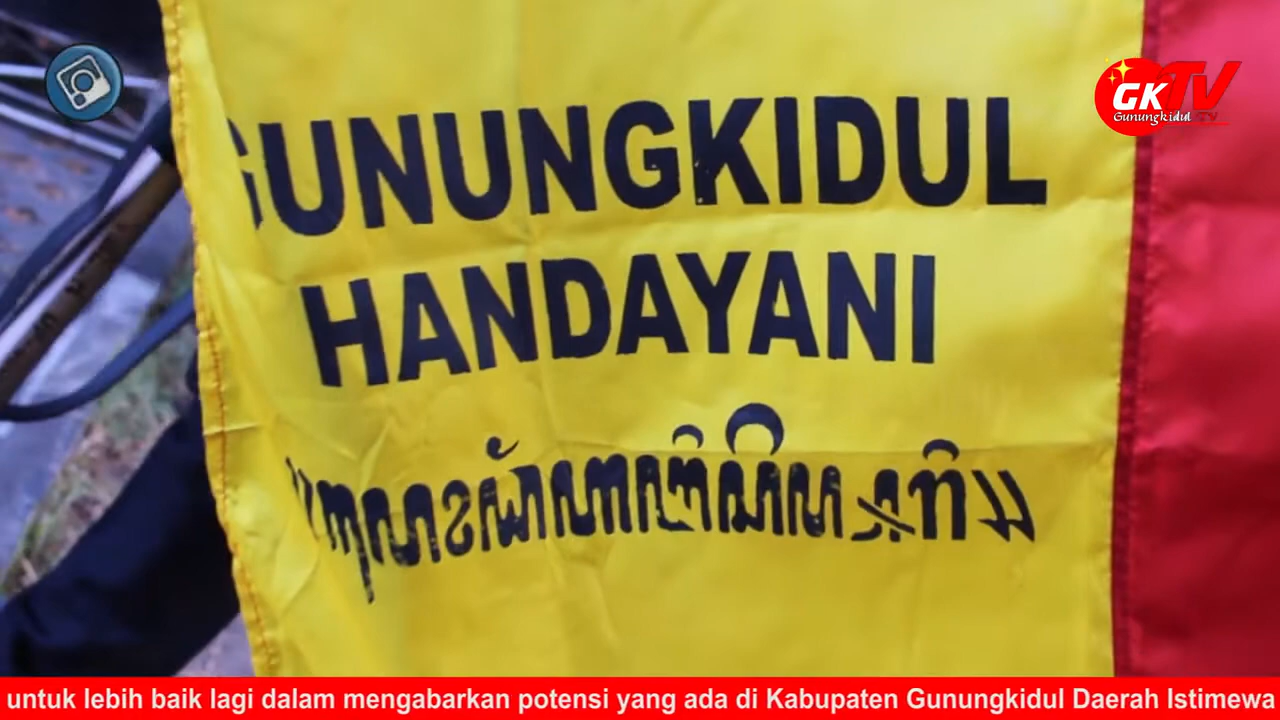 GKTV
Gunungkidul
GUNUNGKIDUL
HANDAYANI
untuk lebih baik lagi dalam mengabarkan potensi yang ada di Kabupaten Gunungkidul Daerah Istimewa